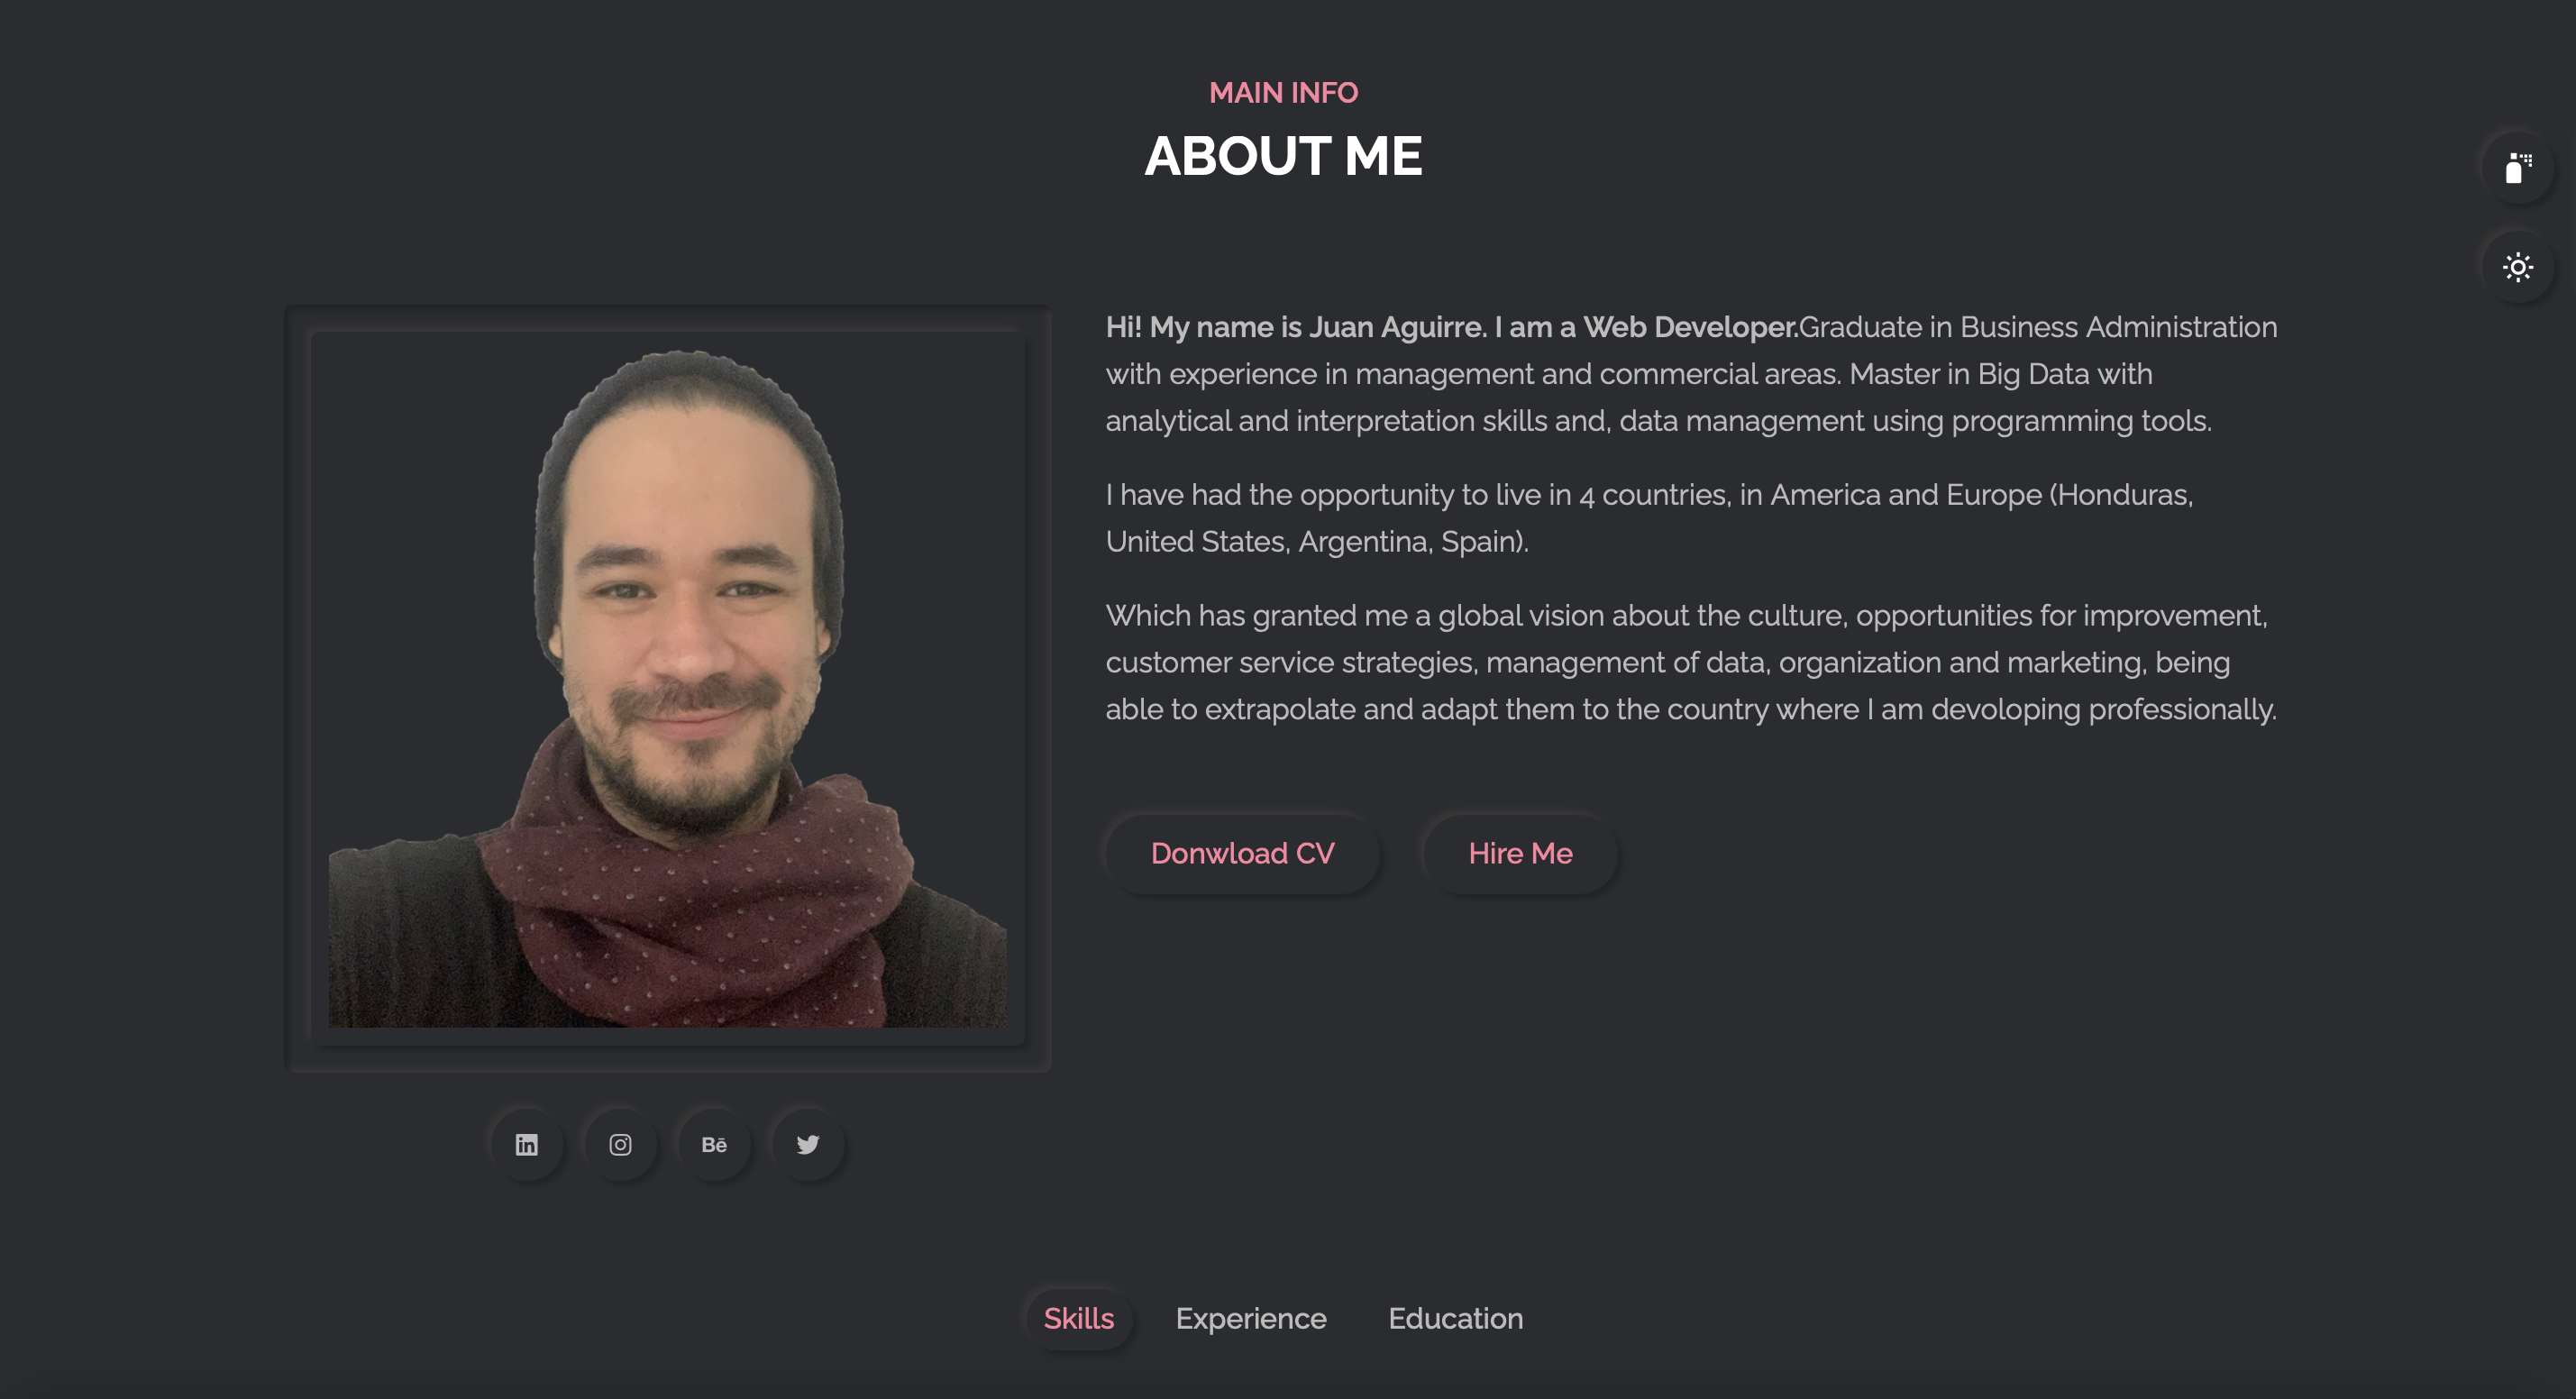 MAIN INFO
ABOUT ME
Hi! My name is Juan Aguirre. I am a Web Developer.Graduate in Business Administration
with experience in management and commercial areas. Master in Big Data with
analytical and interpretation skills and, data management using programming tools.
I have had the opportunity to live in 4 countries, in America and Europe (Honduras,
United States, Argentina, Spain).
Which has granted me a global vision about the culture, opportunities for improvement,
customer service strategies, management of data, organization and marketing, being
able to extrapolate and adapt them to the country where I am devoloping professionally.
Donwload CV
Hire Me
in
Bē
Skills
Experience
Education